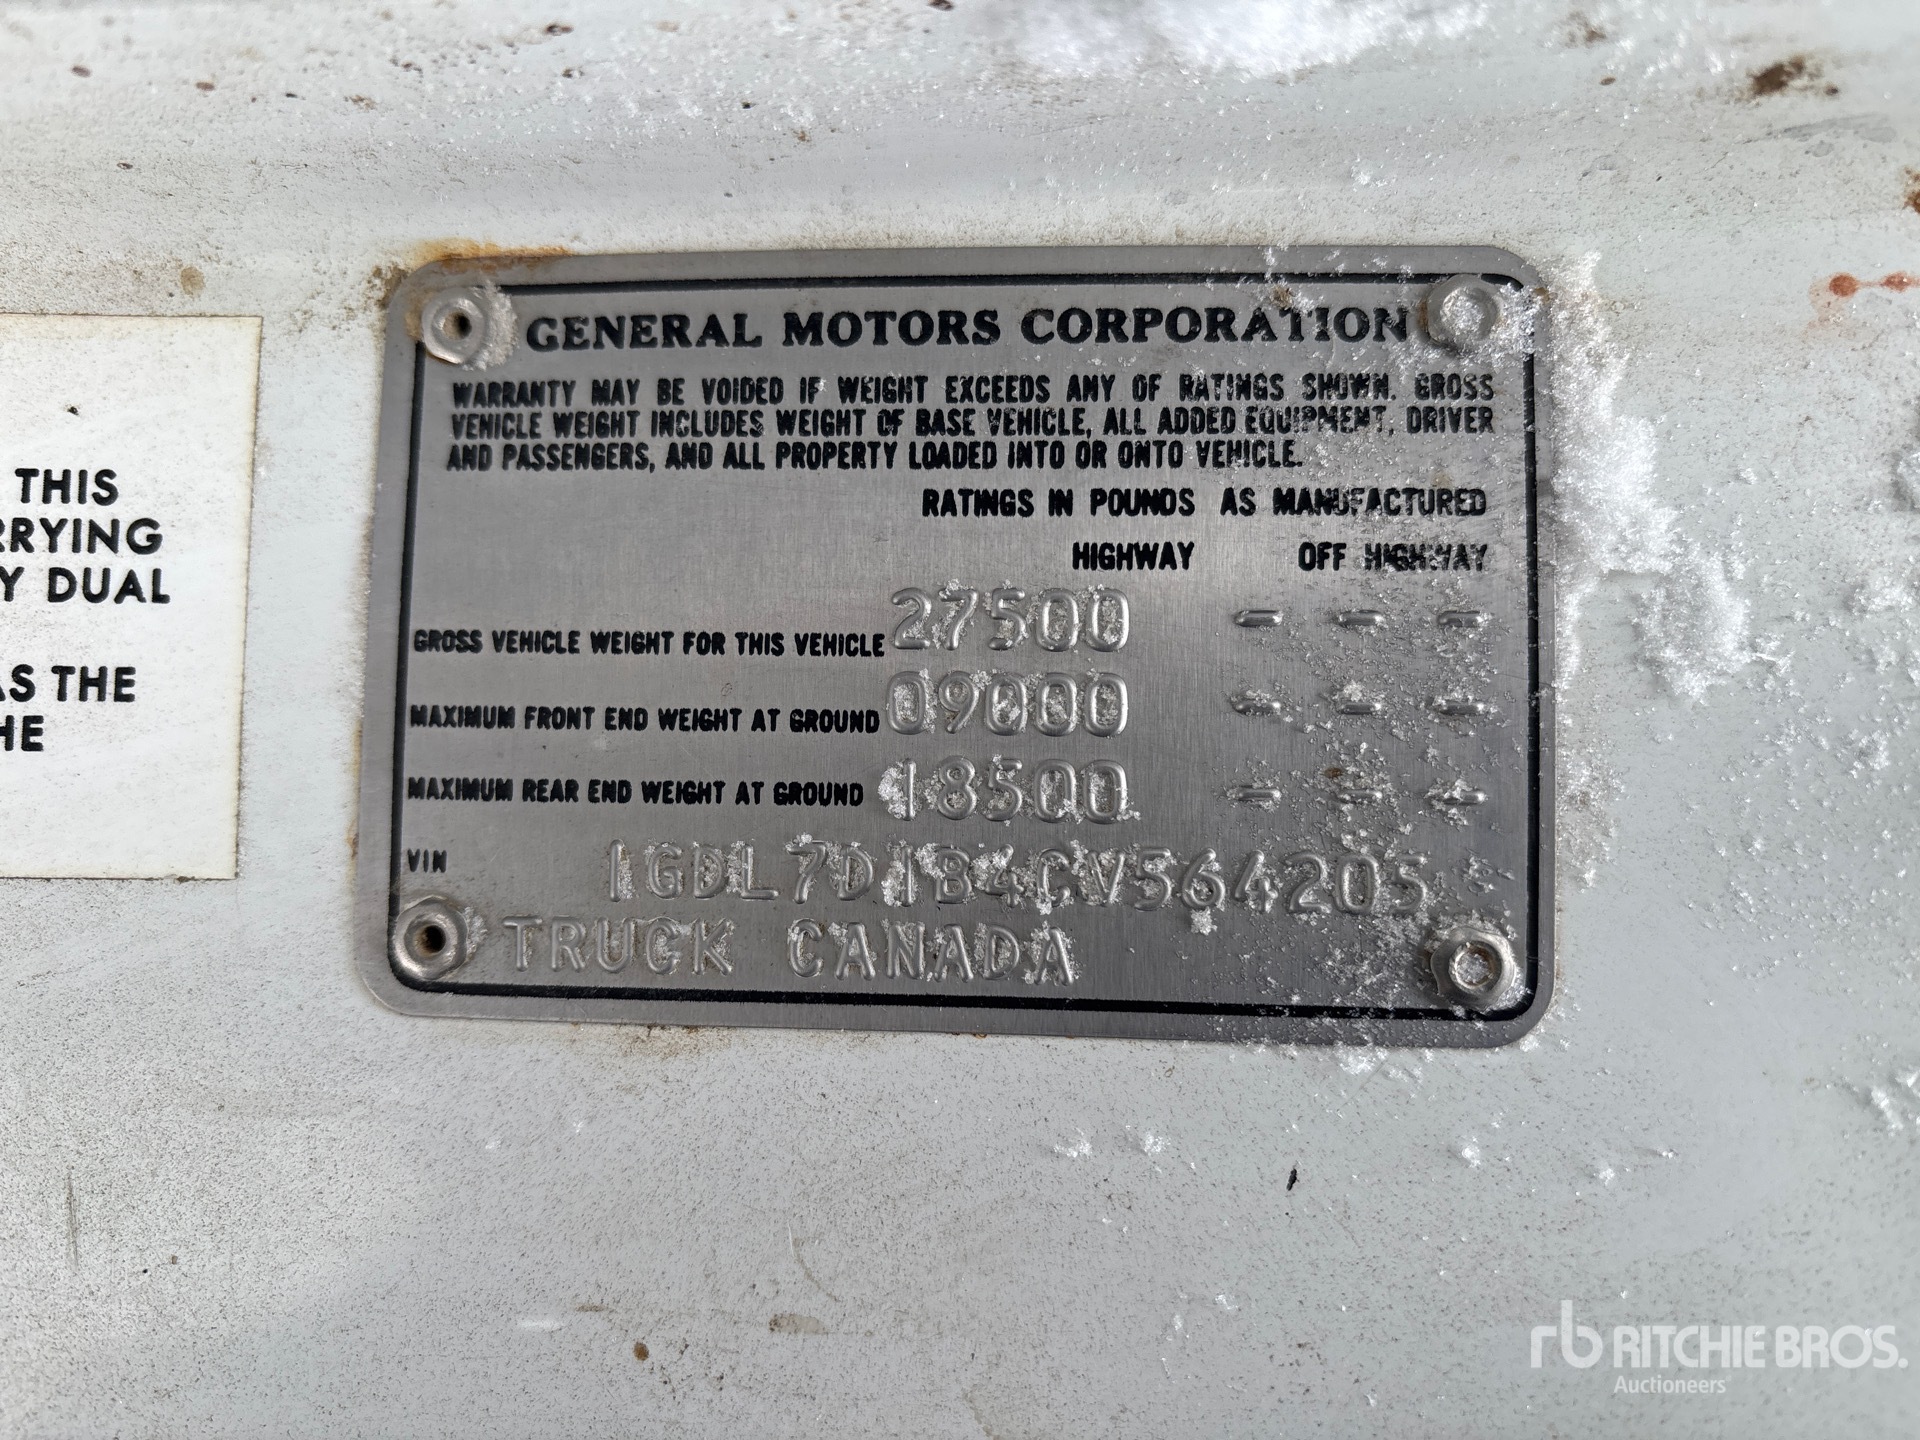 THIS
RRYING
Y DUAL
AS THE
HE
GENERAL MOTORS CORPORATION
WARRANTY MAY BE VOIDED IF WEIGHT EXCEEDS ANY OF RATINGS SHOWN. GROSS
VEHICLE WEIGHT INCLUDES WEIGHT OF BASE VEHICLE, ALL ADDED EQUIPMENT, DRIVER
AND PASSENGERS, AND ALL PROPERTY LOADED INTO OR ONTO VEHICLE.
RATINGS IN POUNDS AS MANUFACTURED
HIGHWAY OFF HIGHWAY
GROSS VEHICLE WEIGHT FOR THIS VEHICLE 27500 - - -
MAXIMUM FRONT END WEIGHT AT GROUND 09000 - - -
MAXIMUM REAR END WEIGHT AT GROUND 18500 - - -
VIN 1GDL7D1B4CV564205
TRUCK CANADA
rb RITCHIE BROS.
Auctioneers